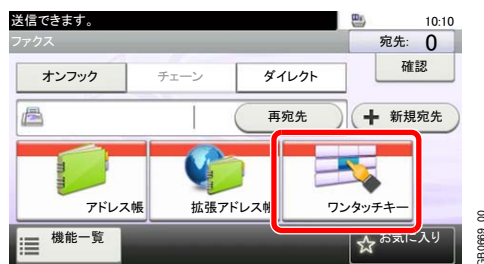 送信できます。
10:10
ファクス
宛先: 0
オンフック
チェーン
ダイレクト
確認
再宛先
新規宛先
アドレス帳
拡張アドレス帳
ワンタッチキー
機能一覧
お気に入り
GB0669_00